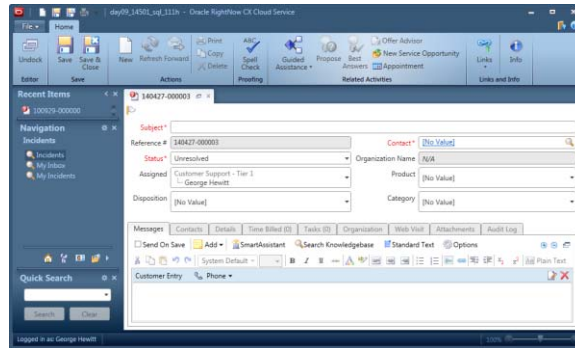 day09_14501_sql_111h - Oracle RightNow CX Cloud Service
File Home
Undock Save Save & Close New Refresh Forward Print Copy Delete ABC Spell Check Guided Assistance Propose Best Answers Offer Advisor New Service Opportunity Appointment Links Info
Editor Save Actions Proofing Related Activities Links and Info
Recent Items
100929-000000
Navigation
Incidents
Incidents
My Inbox
My Incidents
Quick Search
Search Clear
140427-000003
Subject*
Reference # 140427-000003 Contact* [No Value]
Status* Unresolved Organization Name N/A
Assigned Customer Support - Tier 1 Product [No Value]
George Hewitt
Disposition [No Value] Category [No Value]
Messages Contacts Details Time Billed (0) Tasks (0) Organization Web Visit Attachments Audit Log
Send On Save Add SmartAssistant Search Knowledgebase Standard Text Options
System Default B I S A Plain Text
Customer Entry Phone
Logged in as: George Hewitt 100%